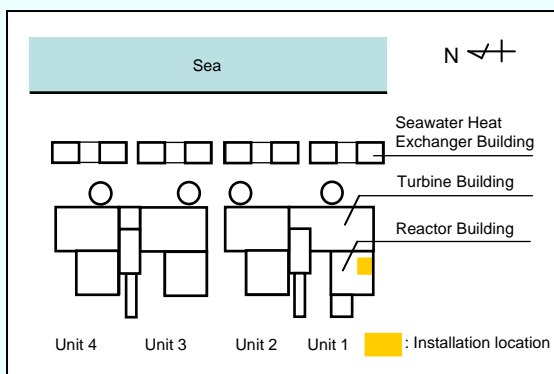 Sea
N
Seawater Heat
Exchanger Building
Turbine Building
Reactor Building
Unit 4
Unit 3
Unit 2
Unit 1
: Installation location